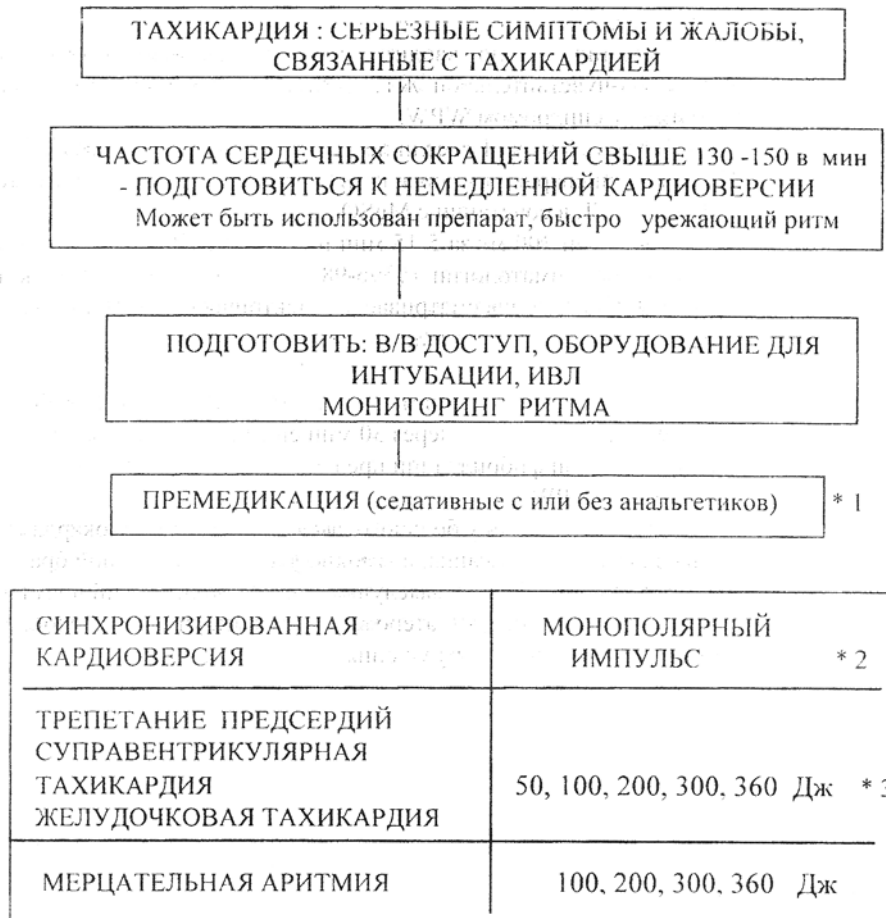 ТАХИКАРДИЯ : СЕРЬЕЗНЫЕ СИМПТОМЫ И ЖАЛОБЫ,
СВЯЗАННЫЕ С ТАХИКАРДИЕЙ
ЧАСТОТА СЕРДЕЧНЫХ СОКРАЩЕНИЙ СВЫШЕ 130 -150 в мин
- ПОДГОТОВИТЬСЯ К НЕМЕДЛЕННОЙ КАРДИОВЕРСИИ
Может быть использован препарат, быстро урежающий ритм
ПОДГОТОВИТЬ: В/В ДОСТУП, ОБОРУДОВАНИЕ ДЛЯ
ИНТУБАЦИИ, ИВЛ
МОНИТОРИНГ РИТМА
ПРЕМЕДИКАЦИЯ (седативные с или без анальгетиков) * 1
СИНХРОНИЗИРОВАННАЯ МОНОПОЛЯРНЫЙ
КАРДИОВЕРСИЯ ИМПУЛЬС * 2
ТРЕПЕТАНИЕ ПРЕДСЕРДИЙ
СУПРАВЕНТРИКУЛЯРНАЯ
ТАХИКАРДИЯ 50, 100, 200, 300, 360 Дж * 3
ЖЕЛУДОЧКОВАЯ ТАХИКАРДИЯ
МЕРЦАТЕЛЬНАЯ АРИТМИЯ 100, 200, 300, 360 Дж